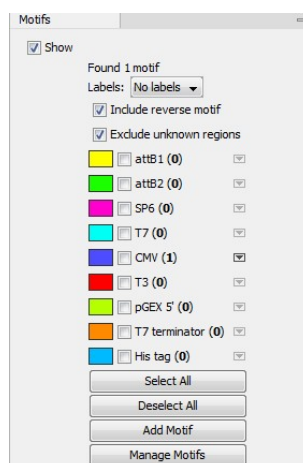 Motifs
Show
Found 1 motif
Labels: No labels
Include reverse motif
Exclude unknown regions
attB1 (0)
attB2 (0)
SP6 (0)
T7 (0)
CMV (1)
T3 (0)
pGEX 5' (0)
T7 terminator (0)
His tag (0)
Select All
Deselect All
Add Motif
Manage Motifs